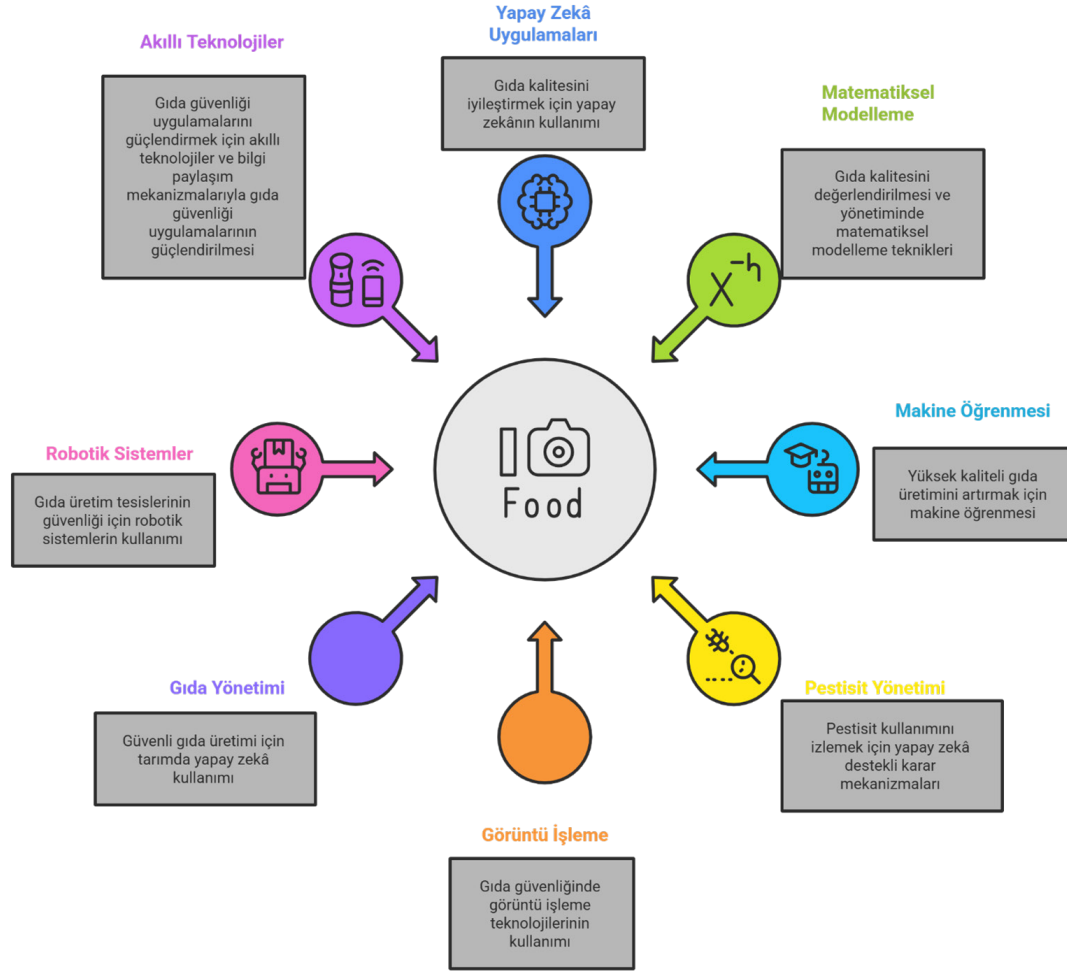 Yapay Zekâ
Uygulamaları
Gıda kalitesini
iyileştirmek için yapay
zekânın kullanımı
Akıllı Teknolojiler
Gıda güvenliği
uygulamalarını
güçlendirmek için akıllı
teknolojiler ve bilgi
paylaşım
mekanizmalarıyla gıda
güvenliği
uygulamalarının
güçlendirilmesi
Matematiksel
Modelleme
Gıda kalitesini
değerlendirilmesi ve
yönetiminde
matematiksel
modelleme teknikleri
X⁻ʰ
Makine Öğrenmesi
Yüksek kaliteli gıda
üretimini artırmak için
makine öğrenmesi
Robotik Sistemler
Gıda üretim tesislerinin
güvenliği için robotik
sistemlerin kullanımı
Food
Gıda Yönetimi
Güvenli gıda üretimi için
tarımda yapay zekâ
kullanımı
Pestisit Yönetimi
Pestisit kullanımını
izlemek için yapay zekâ
destekli karar
mekanizmaları
Görüntü İşleme
Gıda güvenliğinde
görüntü işleme
teknolojilerinin
kullanımı